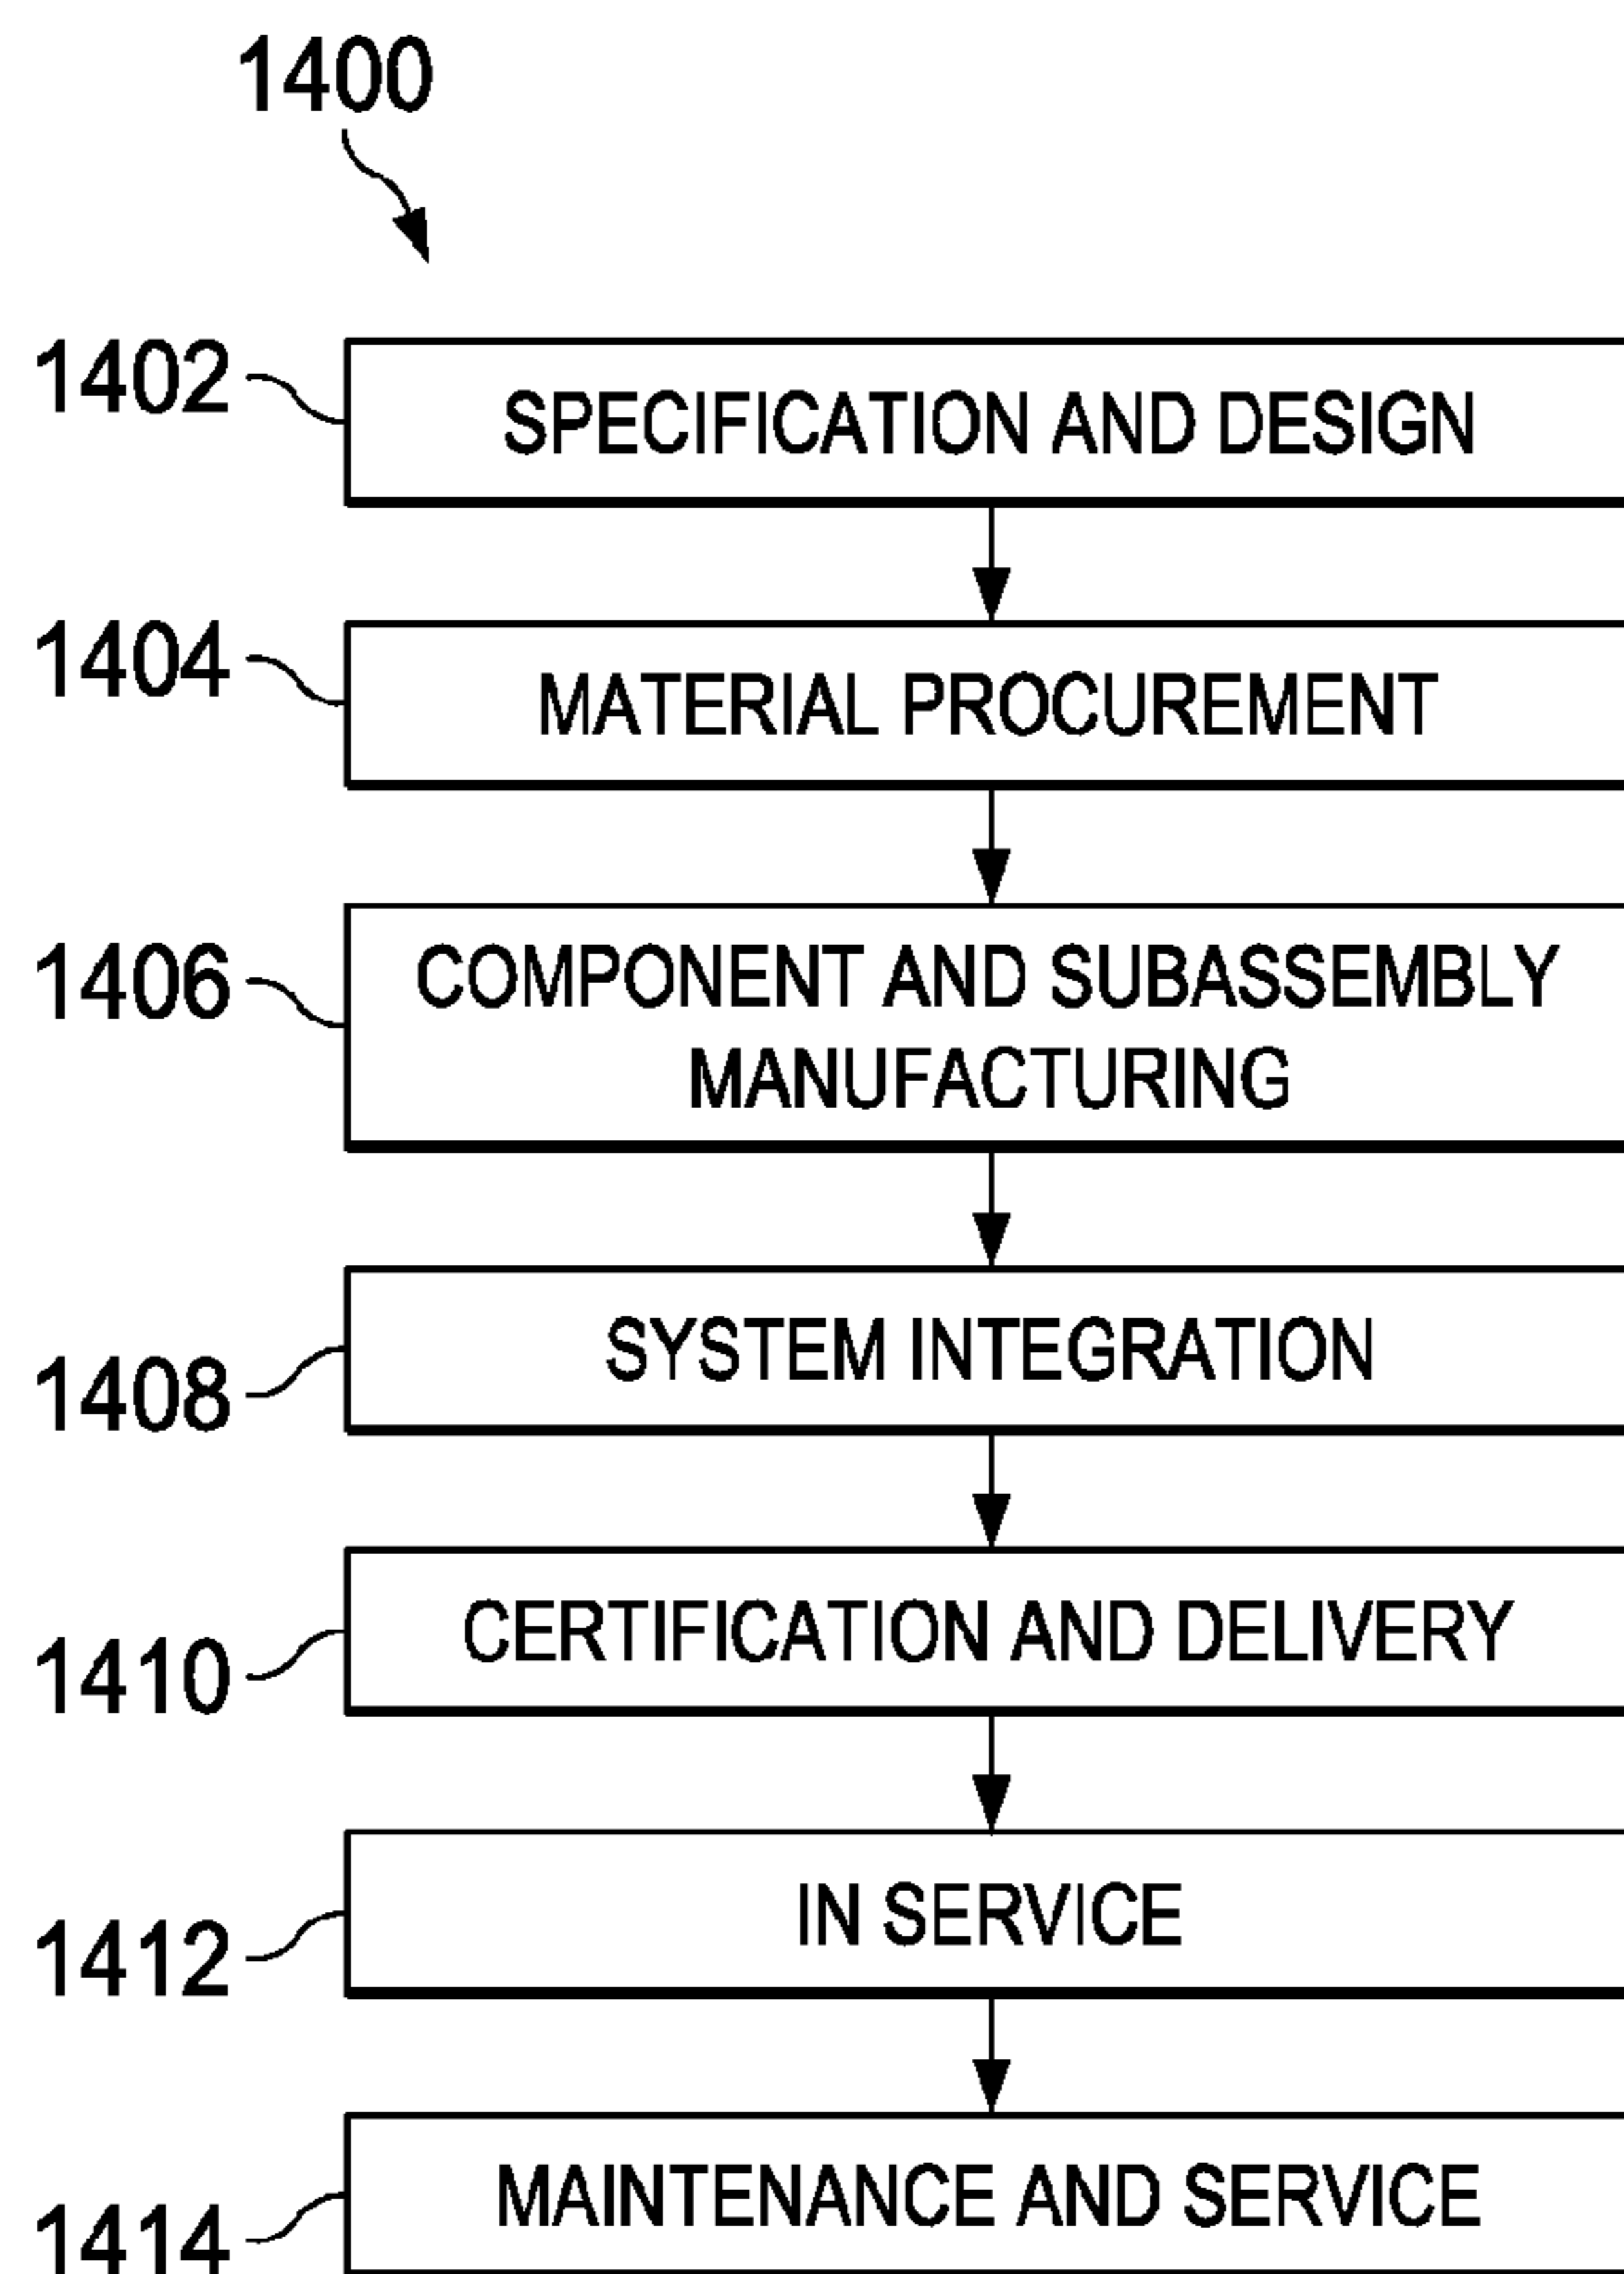 1400
1402
SPECIFICATION AND DESIGN
1404
MATERIAL PROCUREMENT
1406
COMPONENT AND SUBASSEMBLY
MANUFACTURING
1408
SYSTEM INTEGRATION
1410
CERTIFICATION AND DELIVERY
1412
IN SERVICE
1414
MAINTENANCE AND SERVICE